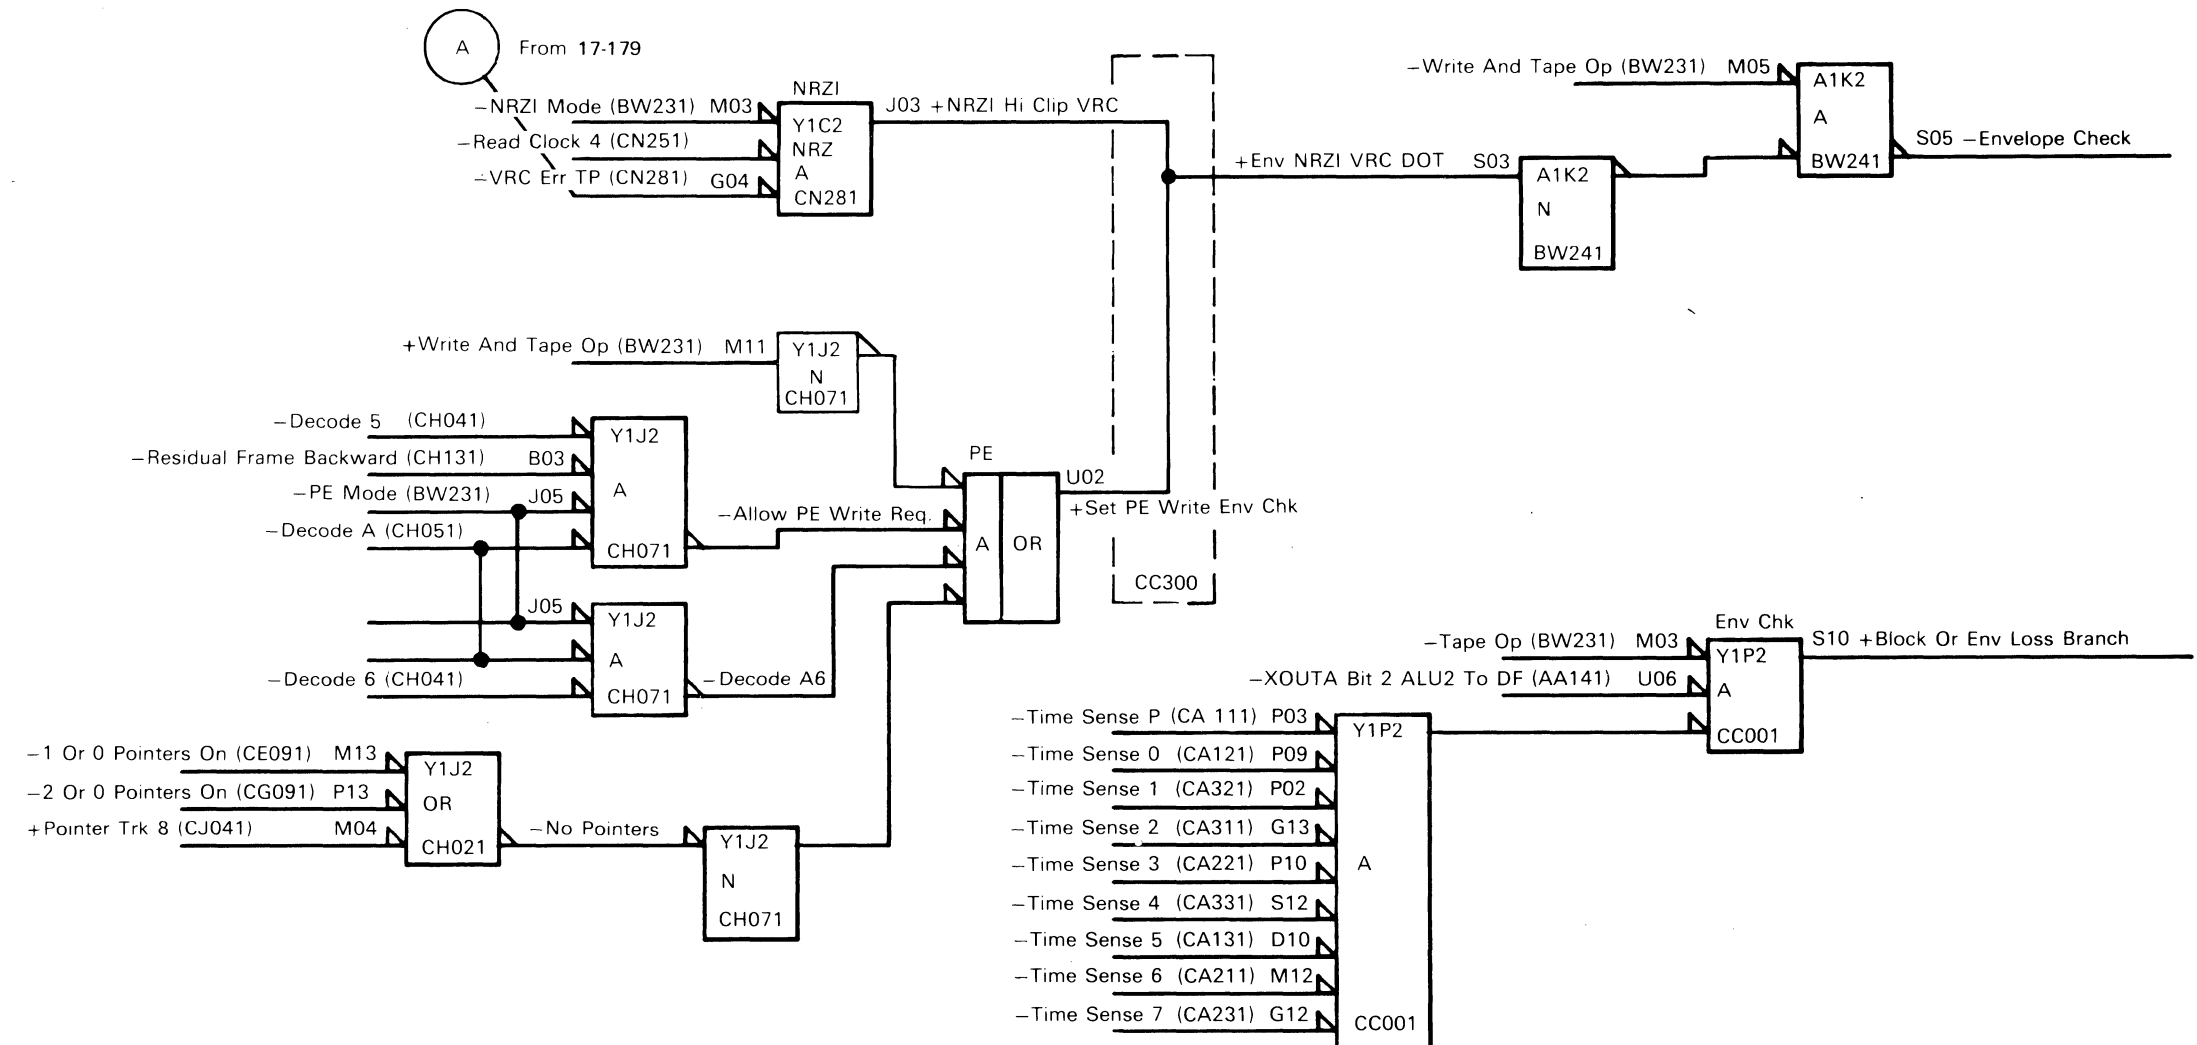 A From 17-179
NRZI
−NRZI Mode (BW231) M03
−Read Clock 4 (CN251)
−VRC Err TP (CN281) G04
Y1C2
NRZ
A
CN281
J03 +NRZI Hi Clip VRC
−Write And Tape Op (BW231) M05
A1K2
A
BW241
S05 −Envelope Check
+Env NRZI VRC DOT S03
A1K2
N
BW241
+Write And Tape Op (BW231) M11
Y1J2
N
CH071
−Decode 5 (CH041)
−Residual Frame Backward (CH131) B03
−PE Mode (BW231) J05
−Decode A (CH051)
Y1J2
A
CH071
−Allow PE Write Req.
J05
−Decode 6 (CH041)
Y1J2
A
CH071
−Decode A6
PE
A OR
U02
+Set PE Write Env Chk
CC300
−1 Or 0 Pointers On (CE091) M13
−2 Or 0 Pointers On (CG091) P13
+Pointer Trk 8 (CJ041) M04
Y1J2
OR
CH021
−No Pointers
Y1J2
N
CH071
Env Chk
−Tape Op (BW231) M03
−XOUTA Bit 2 ALU2 To DF (AA141) U06
Y1P2
A
CC001
S10 +Block Or Env Loss Branch
−Time Sense P (CA 111) P03
−Time Sense 0 (CA121) P09
−Time Sense 1 (CA321) P02
−Time Sense 2 (CA311) G13
−Time Sense 3 (CA221) P10
−Time Sense 4 (CA331) S12
−Time Sense 5 (CA131) D10
−Time Sense 6 (CA211) M12
−Time Sense 7 (CA231) G12
Y1P2
A
CC001